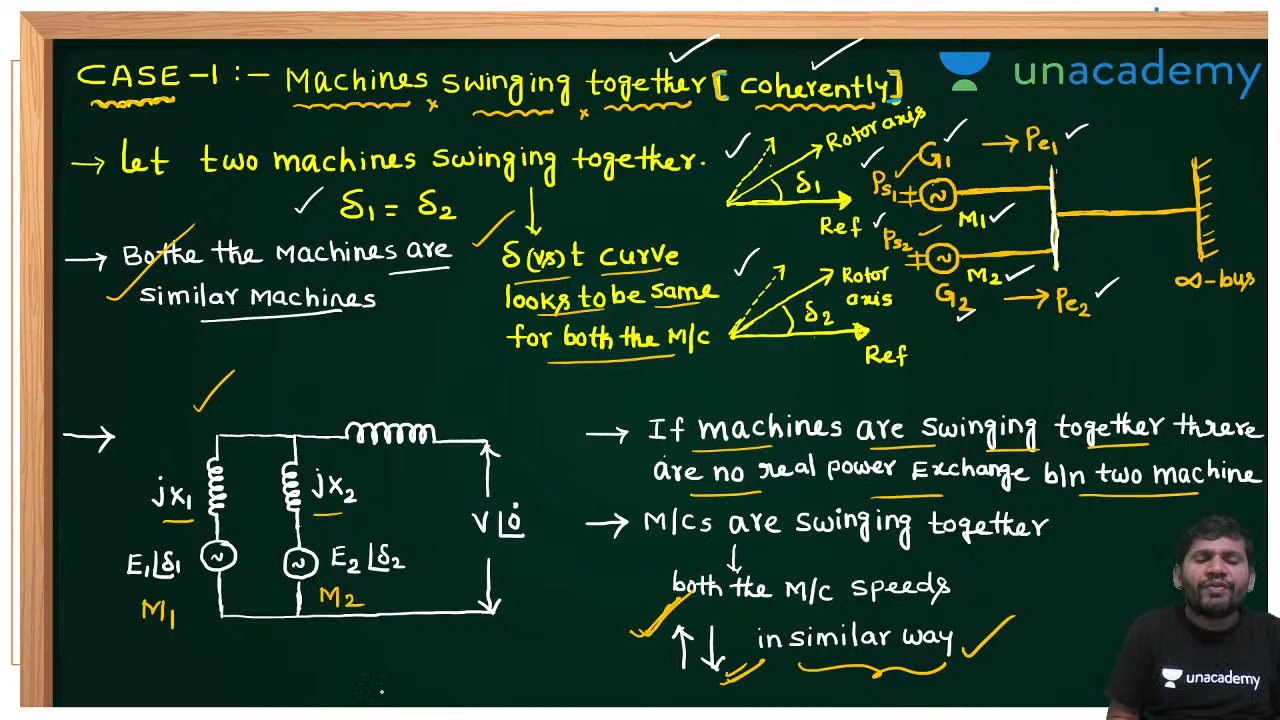 CASE-1:- Machines swinging together [coherently]
unacademy
→ Let two machines swinging together.
δ1 = δ2
→ Bothe the Machines are
similar Machines
δ (vs) t curve
looks to be same
for both the M/C
Rotor axis
δ1
Ref
Rotor
axis
δ2
Ref
G1 → Pe1
Ps1
M1
Ps2
M2
G2 → Pe2
∞-bus
jx1
jx2
E1∠δ1
E2∠δ2
M1
M2
V∠0
→ If machines are swinging together threre
are no real power Exchange b/n two machine
→ M/Cs are swinging together
both the M/C speeds
↑↓ in similar way
unacademy